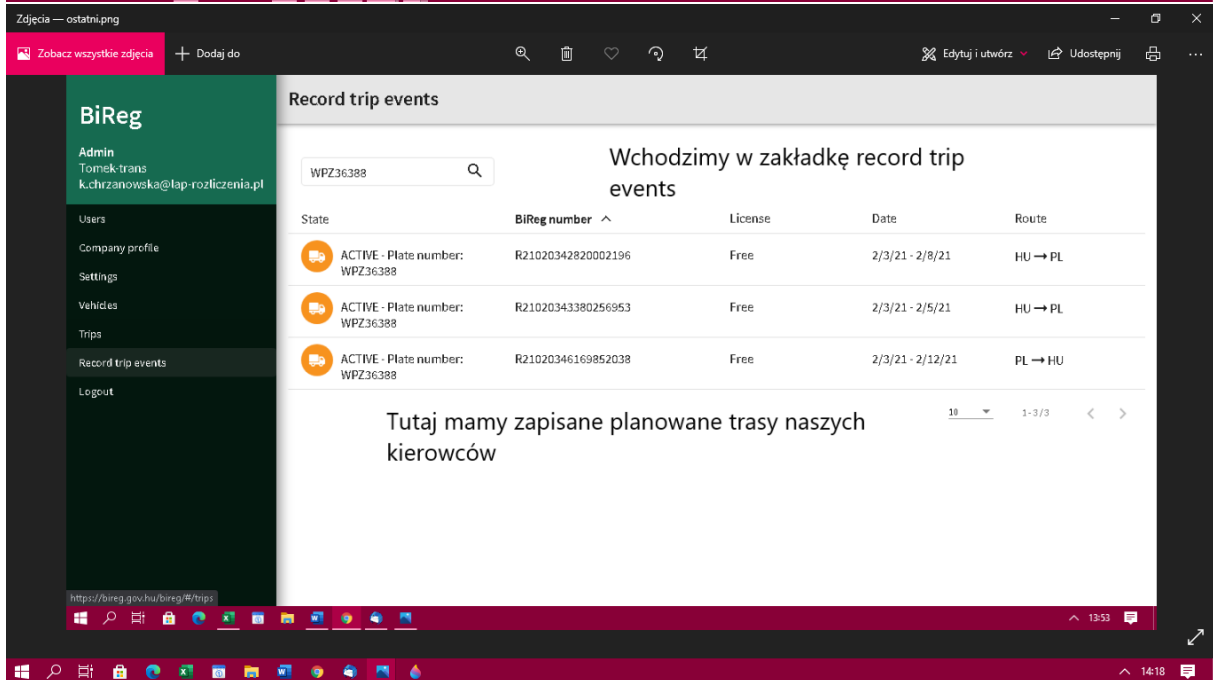 Zdjęcia — ostatni.png
Zobacz wszystkie zdjęcia
Dodaj do
Edytuj i utwórz
Udostępnij
BiReg
Admin
Tomek-trans
k.chrzanowska@lap-rozliczenia.pl
Users
Company profile
Settings
Vehicles
Trips
Record trip events
Logout
https://bireg.gov.hu/bireg/#/trips
Record trip events
WPZ36388
Wchodzimy w zakładkę record trip
events
State BiReg number License Date Route
ACTIVE - Plate number: R21020342820002196 Free 2/3/21 - 2/8/21 HU → PL
WPZ36388
ACTIVE - Plate number: R21020343380256953 Free 2/3/21 - 2/5/21 HU → PL
WPZ36388
ACTIVE - Plate number: R21020346169852038 Free 2/3/21 - 2/12/21 PL → HU
WPZ36388
10 1-3/3
Tutaj mamy zapisane planowane trasy naszych
kierowców
13:53
14:18